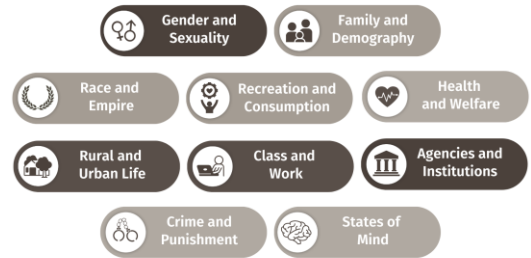 Gender and
Sexuality
Family and
Demography
Race and
Empire
Recreation and
Consumption
Health
and Welfare
Rural and
Urban Life
Class and
Work
Agencies and
Institutions
Crime and
Punishment
States of
Mind